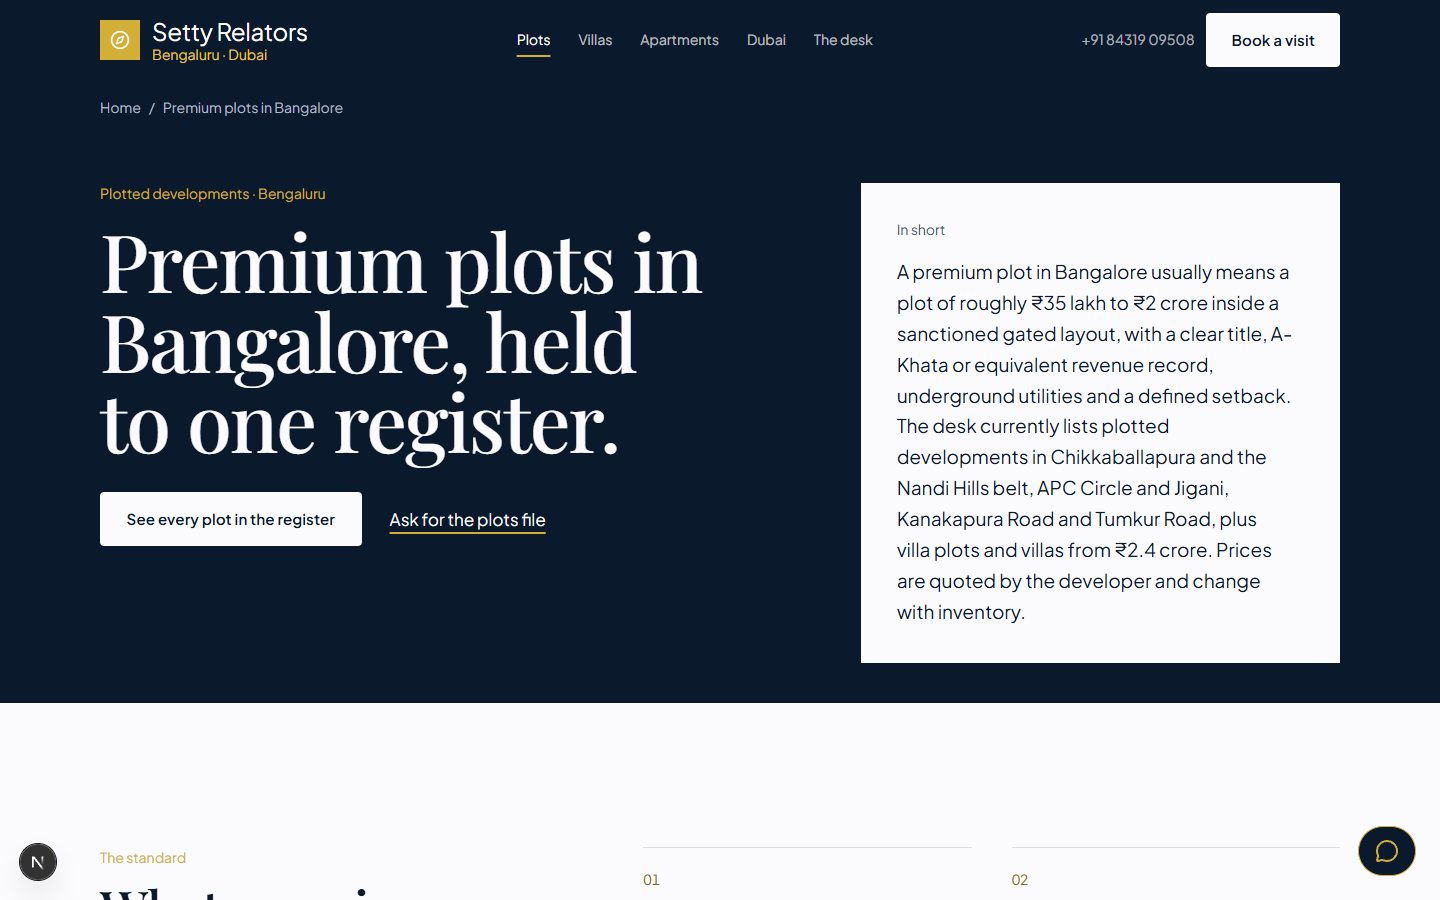 Setty Relators
Bengaluru · Dubai
Plots
Villas
Apartments
Dubai
The desk
+91 84319 09508
Book a visit
Home / Premium plots in Bangalore
Plotted developments · Bengaluru
Premium plots in
Bangalore, held
to one register.
See every plot in the register
Ask for the plots file
In short
A premium plot in Bangalore usually means a
plot of roughly ₹35 lakh to ₹2 crore inside a
sanctioned gated layout, with a clear title, A-
Khata or equivalent revenue record,
underground utilities and a defined setback.
The desk currently lists plotted
developments in Chikkaballapura and the
Nandi Hills belt, APC Circle and Jigani,
Kanakapura Road and Tumkur Road, plus
villa plots and villas from ₹2.4 crore. Prices
are quoted by the developer and change
with inventory.
The standard
01
02
N